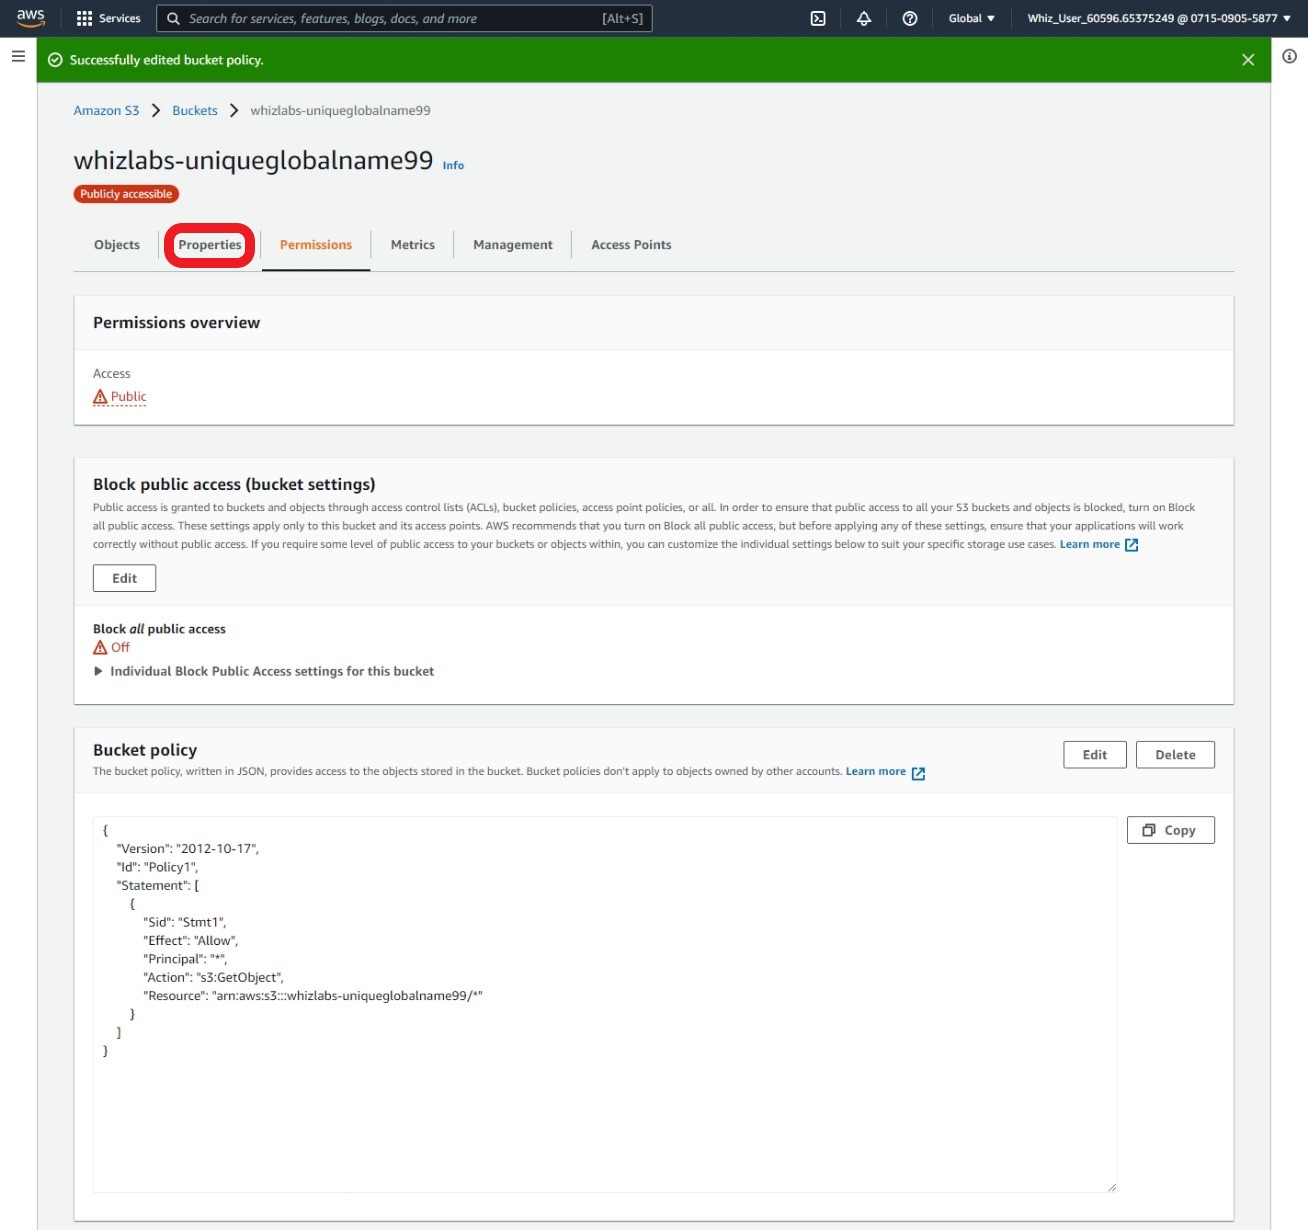 aws Services Search for services, features, blogs, docs, and more [Alt+S] Global Whiz_User_60596.65375249 @ 0715-0905-5877
Successfully edited bucket policy.
Amazon S3 Buckets whizlabs-uniqueglobalname99
whizlabs-uniqueglobalname99 Info
Publicly accessible
Objects Properties Permissions Metrics Management Access Points
Permissions overview
Access
Public
Block public access (bucket settings)
Public access is granted to buckets and objects through access control lists (ACLs), bucket policies, access point policies, or all. In order to ensure that public access to all your S3 buckets and objects is blocked, turn on Block
all public access. These settings apply only to this bucket and its access points. AWS recommends that you turn on Block all public access, but before applying any of these settings, ensure that your applications will work
correctly without public access. If you require some level of public access to your buckets or objects within, you can customize the individual settings below to suit your specific storage use cases. Learn more
Edit
Block all public access
Off
Individual Block Public Access settings for this bucket
Bucket policy
The bucket policy, written in JSON, provides access to the objects stored in the bucket. Bucket policies don't apply to objects owned by other accounts. Learn more
Edit Delete
Copy
{
"Version": "2012-10-17",
"Id": "Policy1",
"Statement": [
{
"Sid": "Stmt1",
"Effect": "Allow",
"Principal": "*",
"Action": "s3:GetObject",
"Resource": "arn:aws:s3:::whizlabs-uniqueglobalname99/*"
}
]
}